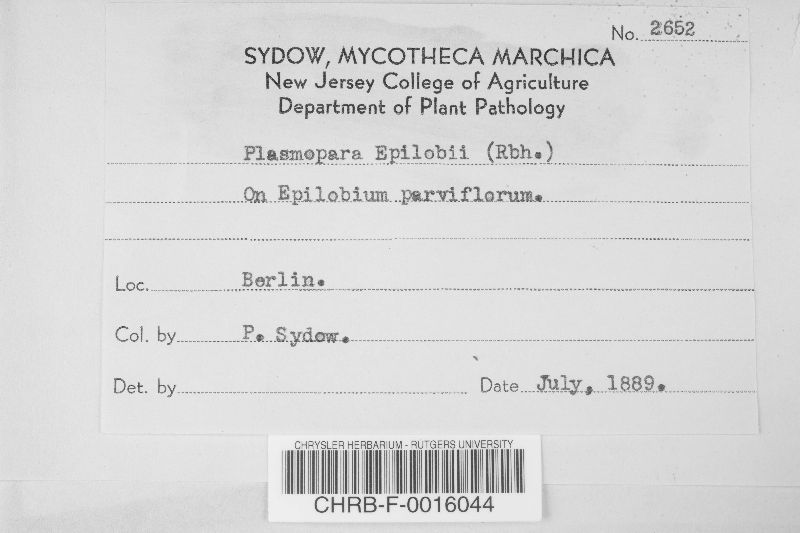 No. 2652
SYDOW, MYCOTHECA MARCHICA
New Jersey College of Agriculture
Department of Plant Pathology
Plasmopara Epilobii (Rbh.)
On Epilobium parviflorum.
Loc. Berlin.
Col. by P. Sydow.
Det. by Date July, 1889.
CHRYSLER HERBARIUM - RUTGERS UNIVERSITY
CHRB-F-0016044